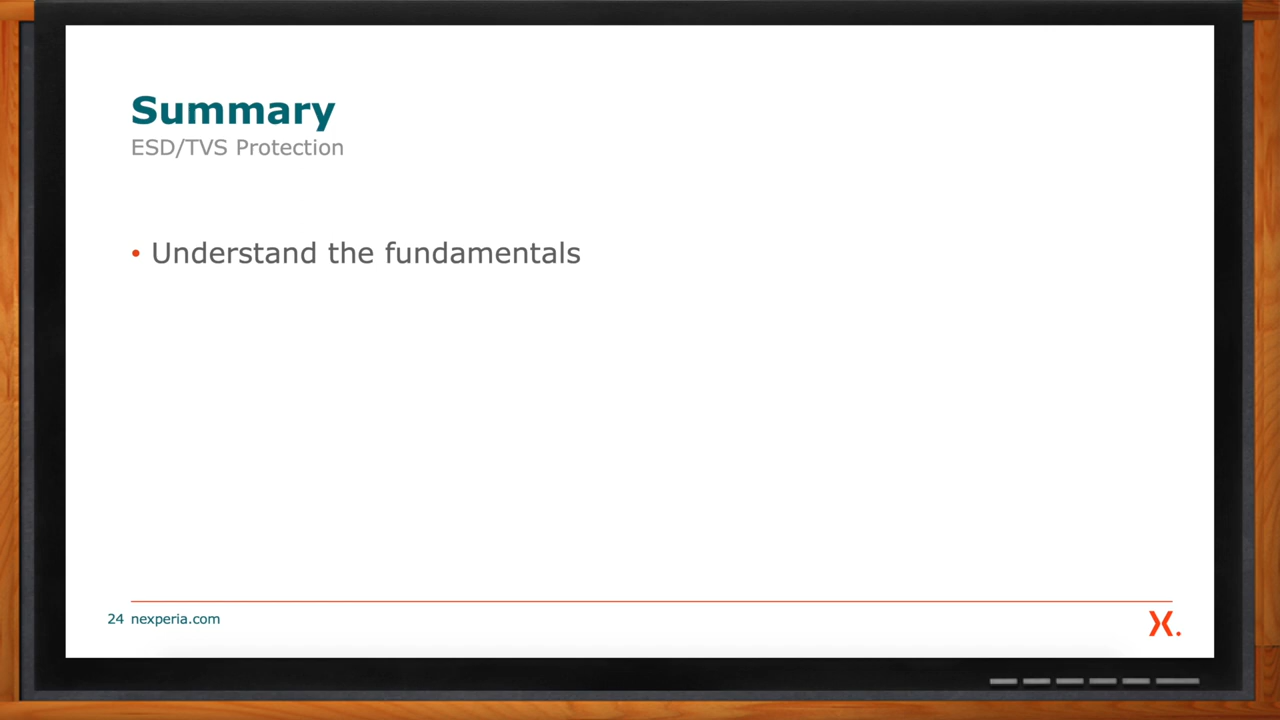 Summary
ESD/TVS Protection
• Understand the fundamentals
24 nexperia.com